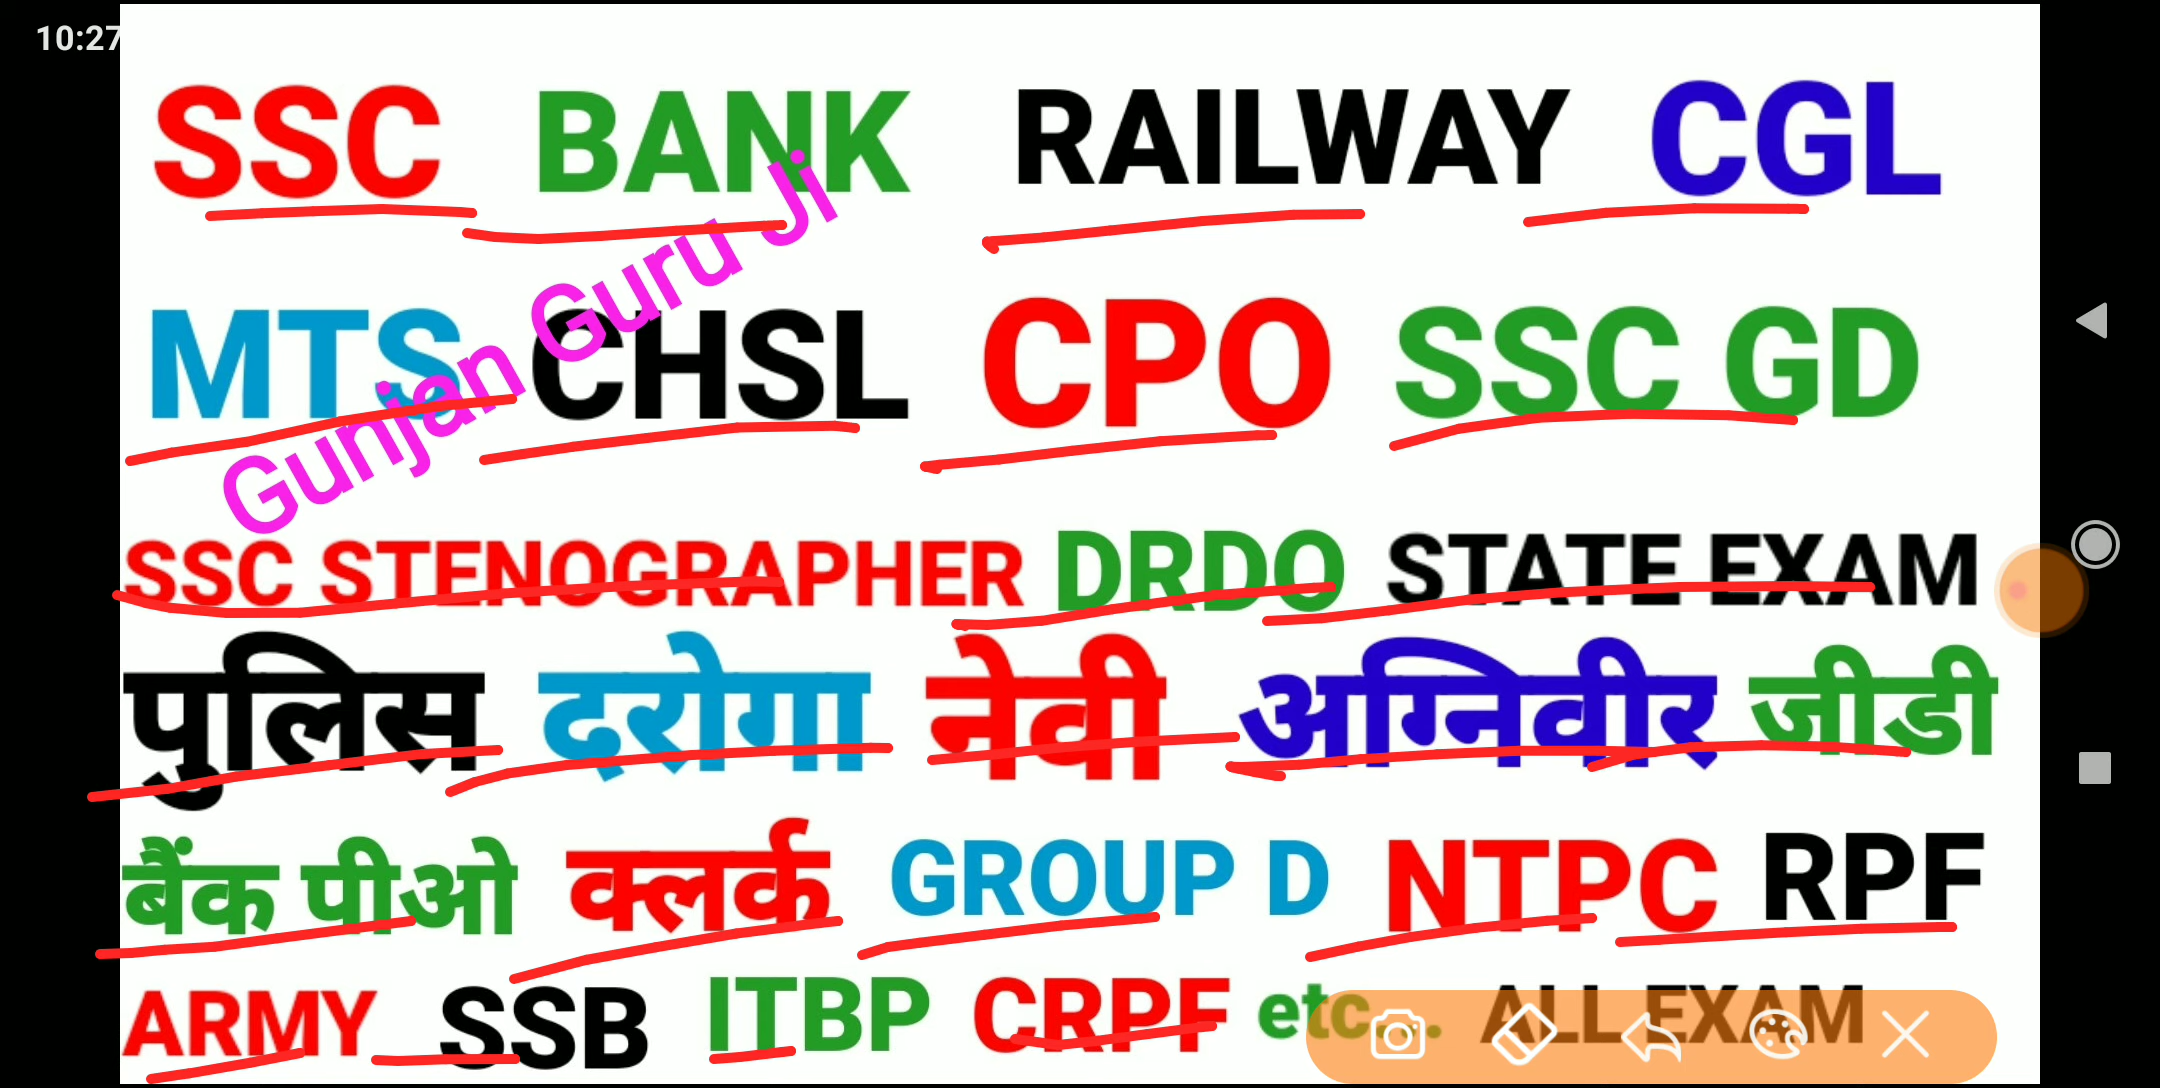 10:27
SSC BANK RAILWAY CGL
Gunjan Guru Ji
MTS CHSL CPO SSC GD
SSC STENOGRAPHER DRDO STATE EXAM
पुलिस दरोगा नेवी अग्निवीर जीडी
बैंक पीओ क्लर्क GROUP D NTPC RPF
ARMY SSB ITBP CRPF etc... ALL EXAM